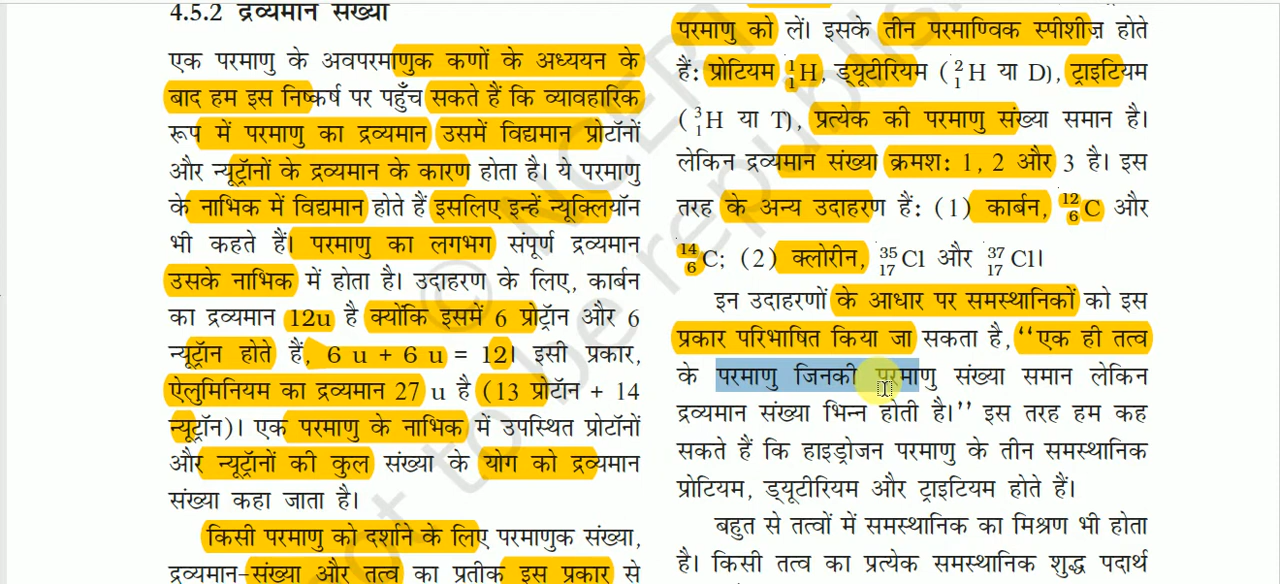 4.5.2 द्रव्यमान संख्या
एक परमाणु के अवपरमाणुक कणों के अध्ययन के
बाद हम इस निष्कर्ष पर पहुँच सकते हैं कि व्यावहारिक
रूप में परमाणु का द्रव्यमान उसमें विद्यमान प्रोटॉनों
और न्यूट्रॉनों के द्रव्यमान के कारण होता है। ये परमाणु
के नाभिक में विद्यमान होते हैं इसलिए इन्हें न्यूक्लियॉन
भी कहते हैं। परमाणु का लगभग संपूर्ण द्रव्यमान
उसके नाभिक में होता है। उदाहरण के लिए, कार्बन
का द्रव्यमान 12u है क्योंकि इसमें 6 प्रोट्रॉन और 6
न्यूट्रॉन होते हैं, 6 u + 6 u = 12। इसी प्रकार,
ऐलुमिनियम का द्रव्यमान 27 u है (13 प्रोटॉन + 14
न्यूट्रॉन)। एक परमाणु के नाभिक में उपस्थित प्रोटॉनों
और न्यूट्रॉनों की कुल संख्या के योग को द्रव्यमान
संख्या कहा जाता है।
किसी परमाणु को दर्शाने के लिए परमाणुक संख्या,
द्रव्यमान-संख्या और तत्व का प्रतीक इस प्रकार से
परमाणु को लें। इसके तीन परमाण्विक स्पीशीज़ होते
हैं: प्रोटियम ¹₁H, ड्यूटीरियम (²₁H या D), ट्राइटियम
(³₁H या T), प्रत्येक की परमाणु संख्या समान है।
लेकिन द्रव्यमान संख्या क्रमश: 1, 2 और 3 है। इस
तरह के अन्य उदाहरण हैं: (1) कार्बन, ¹²₆C और
¹⁴₆C; (2) क्लोरीन, ³⁵₁₇Cl और ³⁷₁₇Cl।
इन उदाहरणों के आधार पर समस्थानिकों को इस
प्रकार परिभाषित किया जा सकता है, ‘‘एक ही तत्व
के परमाणु जिनकी परमाणु संख्या समान लेकिन
द्रव्यमान संख्या भिन्न होती है।’’ इस तरह हम कह
सकते हैं कि हाइड्रोजन परमाणु के तीन समस्थानिक
प्रोटियम, ड्यूटीरियम और ट्राइटियम होते हैं।
बहुत से तत्वों में समस्थानिक का मिश्रण भी होता
है। किसी तत्व का प्रत्येक समस्थानिक शुद्ध पदार्थ
© NCERT
not to be republish